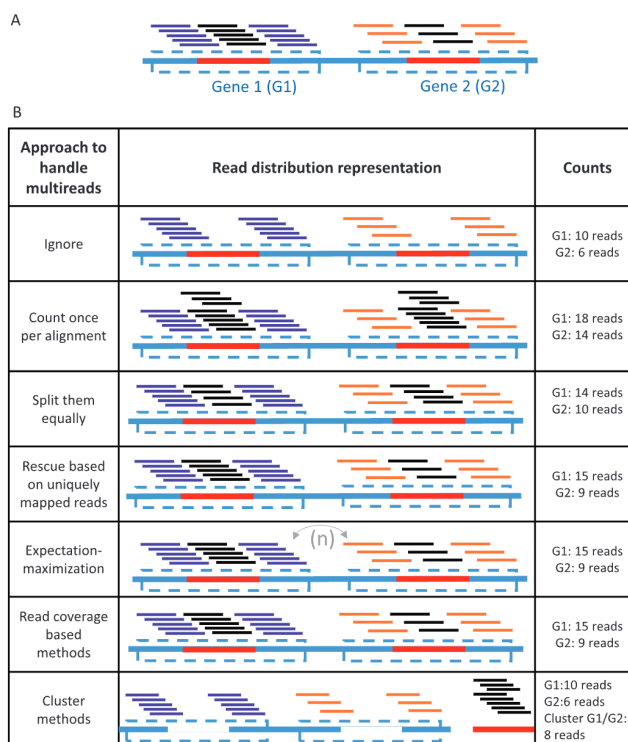 A
Gene 1 (G1)
Gene 2 (G2)
B
Approach to
handle
multireads
Read distribution representation
Counts
Ignore
G1: 10 reads
G2: 6 reads
Count once
per alignment
G1: 18 reads
G2: 14 reads
Split them
equally
G1: 14 reads
G2: 10 reads
Rescue based
on uniquely
mapped reads
G1: 15 reads
G2: 9 reads
Expectation-
maximization
(n)
G1: 15 reads
G2: 9 reads
Read coverage
based
methods
G1: 15 reads
G2: 9 reads
Cluster
methods
G1:10 reads
G2:6 reads
Cluster G1/G2:
8 reads